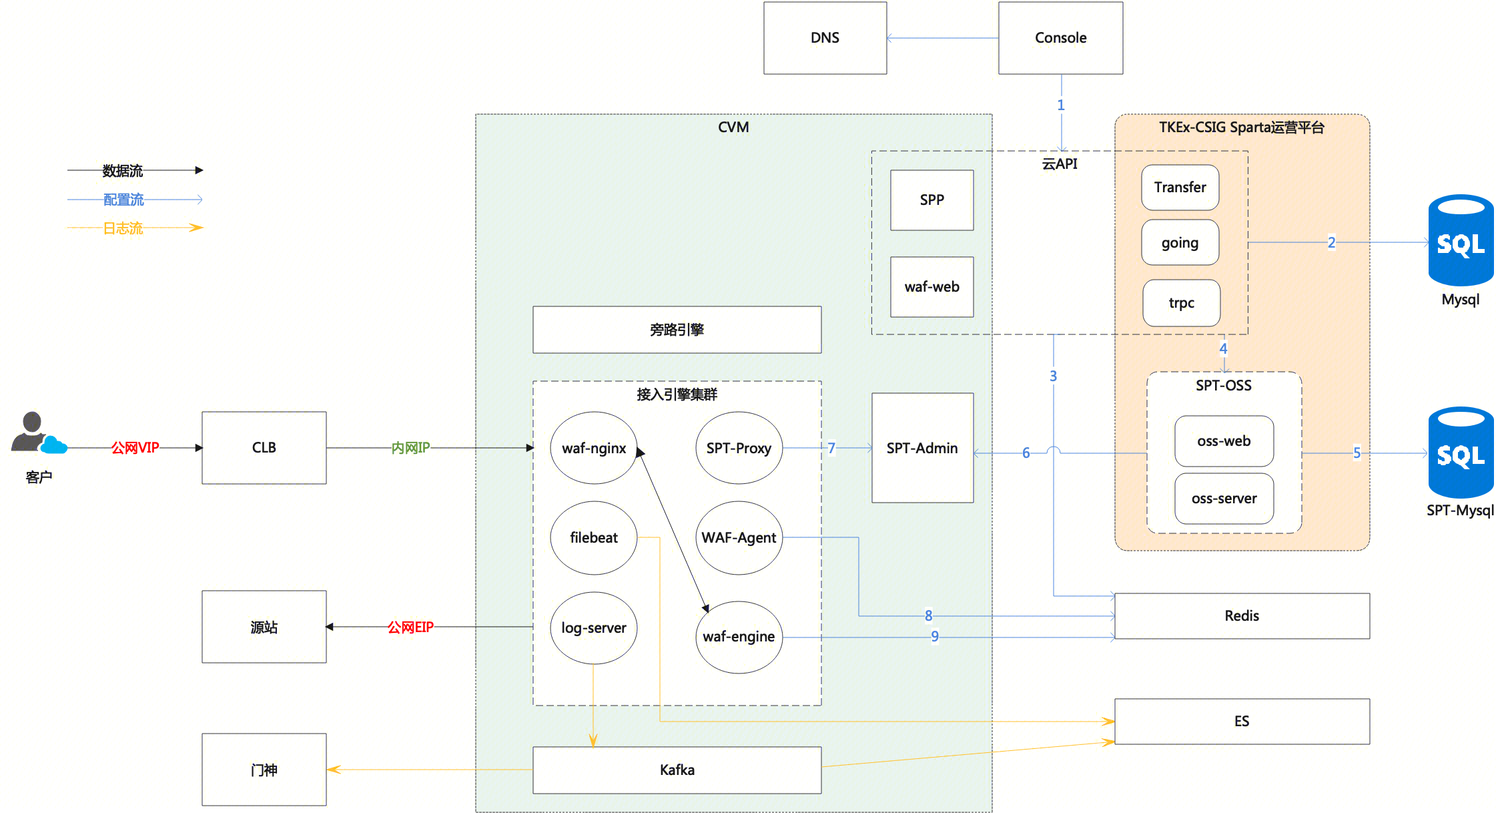 DNS
Console
1
CVM
TKEx-CSIG Sparta运营平台
云API
数据流
配置流
日志流
SPP
Transfer
going
2
SQL
Mysql
waf-web
trpc
旁路引擎
3
4
接入引擎集群
SPT-OSS
客户
公网VIP
CLB
内网IP
waf-nginx
SPT-Proxy
7
SPT-Admin
6
oss-web
oss-server
5
SQL
SPT-Mysql
filebeat
WAF-Agent
源站
公网EIP
log-server
waf-engine
8
9
Redis
ES
门神
Kafka